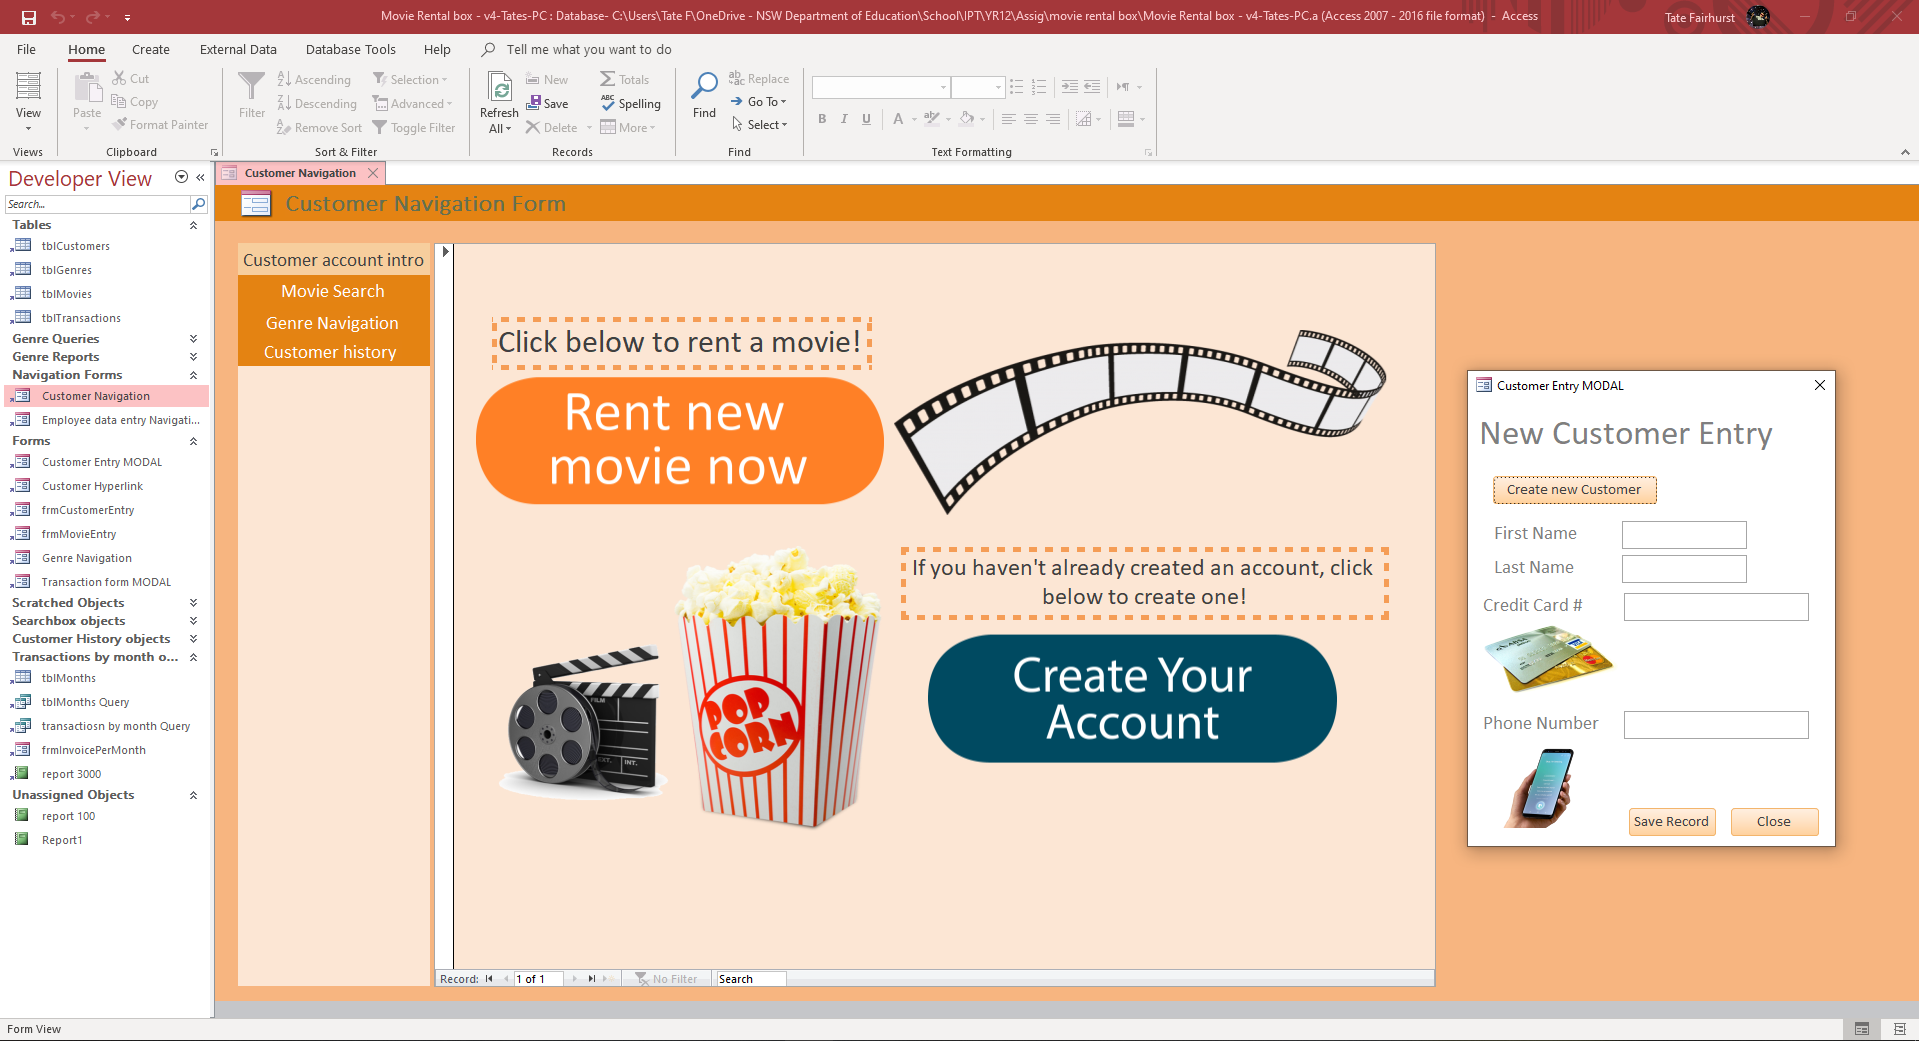 Movie Rental box - v4-Tates-PC : Database- C:\Users\Tate F\OneDrive - NSW Department of Education\School\IPT\YR12\Assig\movie rental box\Movie Rental box - v4-Tates-PC.a (Access 2007 - 2016 file format) - Access
Tate Fairhurst
File Home Create External Data Database Tools Help Tell me what you want to do
View
Views
Paste
Cut
Copy
Format Painter
Clipboard
Filter
Ascending
Descending
Remove Sort
Selection
Advanced
Toggle Filter
Sort & Filter
Refresh
All
New
Save
Delete
Totals
Spelling
More
Records
Find
Replace
Go To
Select
Find
B I U A
Text Formatting
Developer View
Search...
Tables
tblCustomers
tblGenres
tblMovies
tblTransactions
Genre Queries
Genre Reports
Navigation Forms
Customer Navigation
Employee data entry Navigati...
Forms
Customer Entry MODAL
Customer Hyperlink
frmCustomerEntry
frmMovieEntry
Genre Navigation
Transaction form MODAL
Scratched Objects
Searchbox objects
Customer History objects
Transactions by month o...
tblMonths
tblMonths Query
transactiosn by month Query
frmInvoicePerMonth
report 3000
Unassigned Objects
report 100
Report1
Customer Navigation
Customer Navigation Form
Customer account intro
Movie Search
Genre Navigation
Customer history
Click below to rent a movie!
Rent new
movie now
If you haven't already created an account, click
below to create one!
Create Your
Account
FILM
EXT. INT.
POP
CORN
Record: 1 of 1 No Filter Search
Customer Entry MODAL
New Customer Entry
Create new Customer
First Name
Last Name
Credit Card #
VISA
Phone Number
Save Record Close
Form View